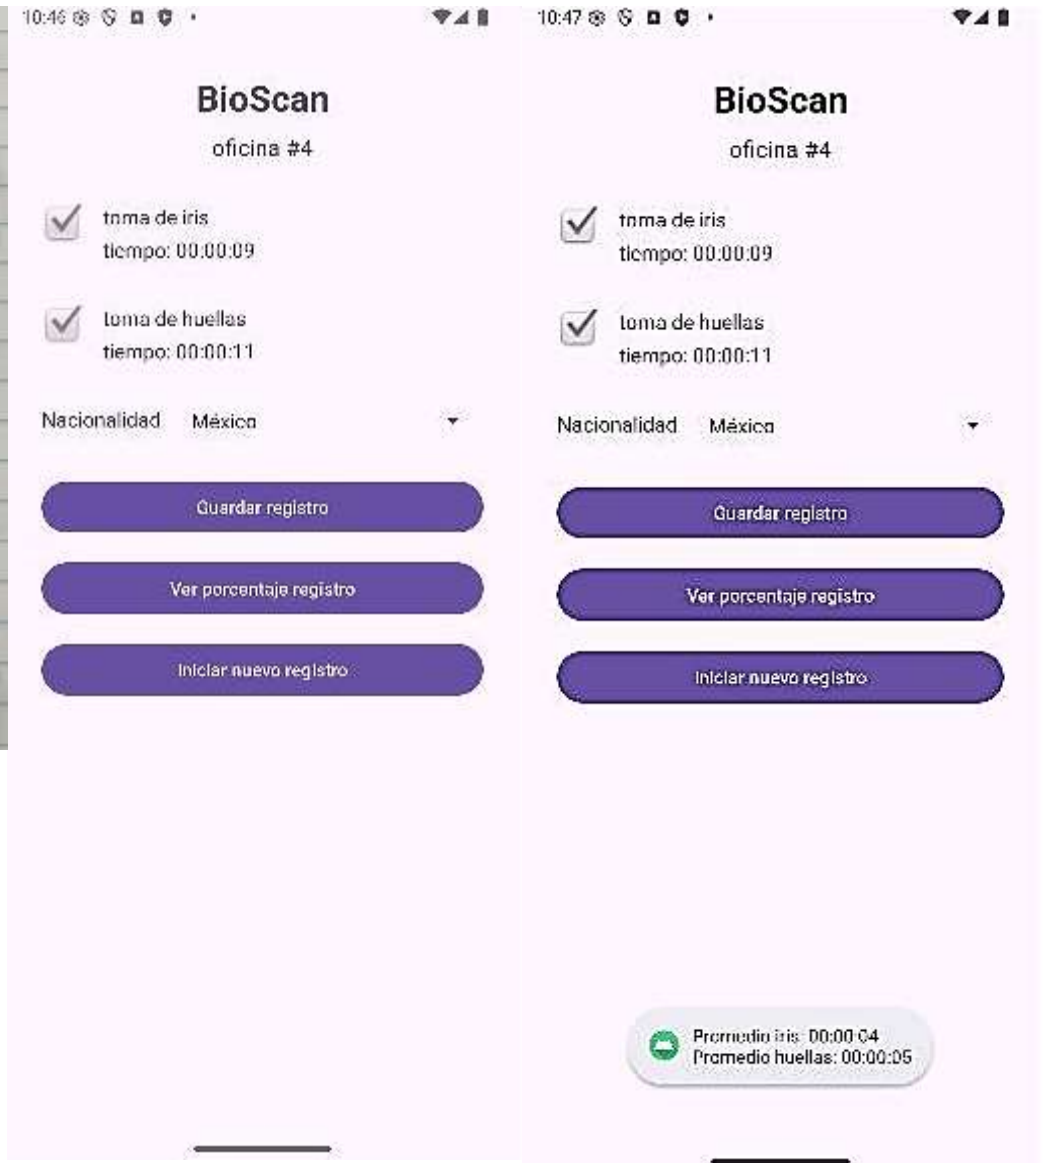 10:46
BioScan
oficina #4
toma de iris
tiempo: 00:00:09
toma de huellas
tiempo: 00:00:11
Nacionalidad México
Guardar registro
Ver porcentaje registro
Iniciar nuevo registro
10:47
BioScan
oficina #4
toma de iris
tiempo: 00:00:09
toma de huellas
tiempo: 00:00:11
Nacionalidad México
Guardar registro
Ver porcentaje registro
Iniciar nuevo registro
Promedio iris: 00:00:04
Promedio huellas: 00:00:05